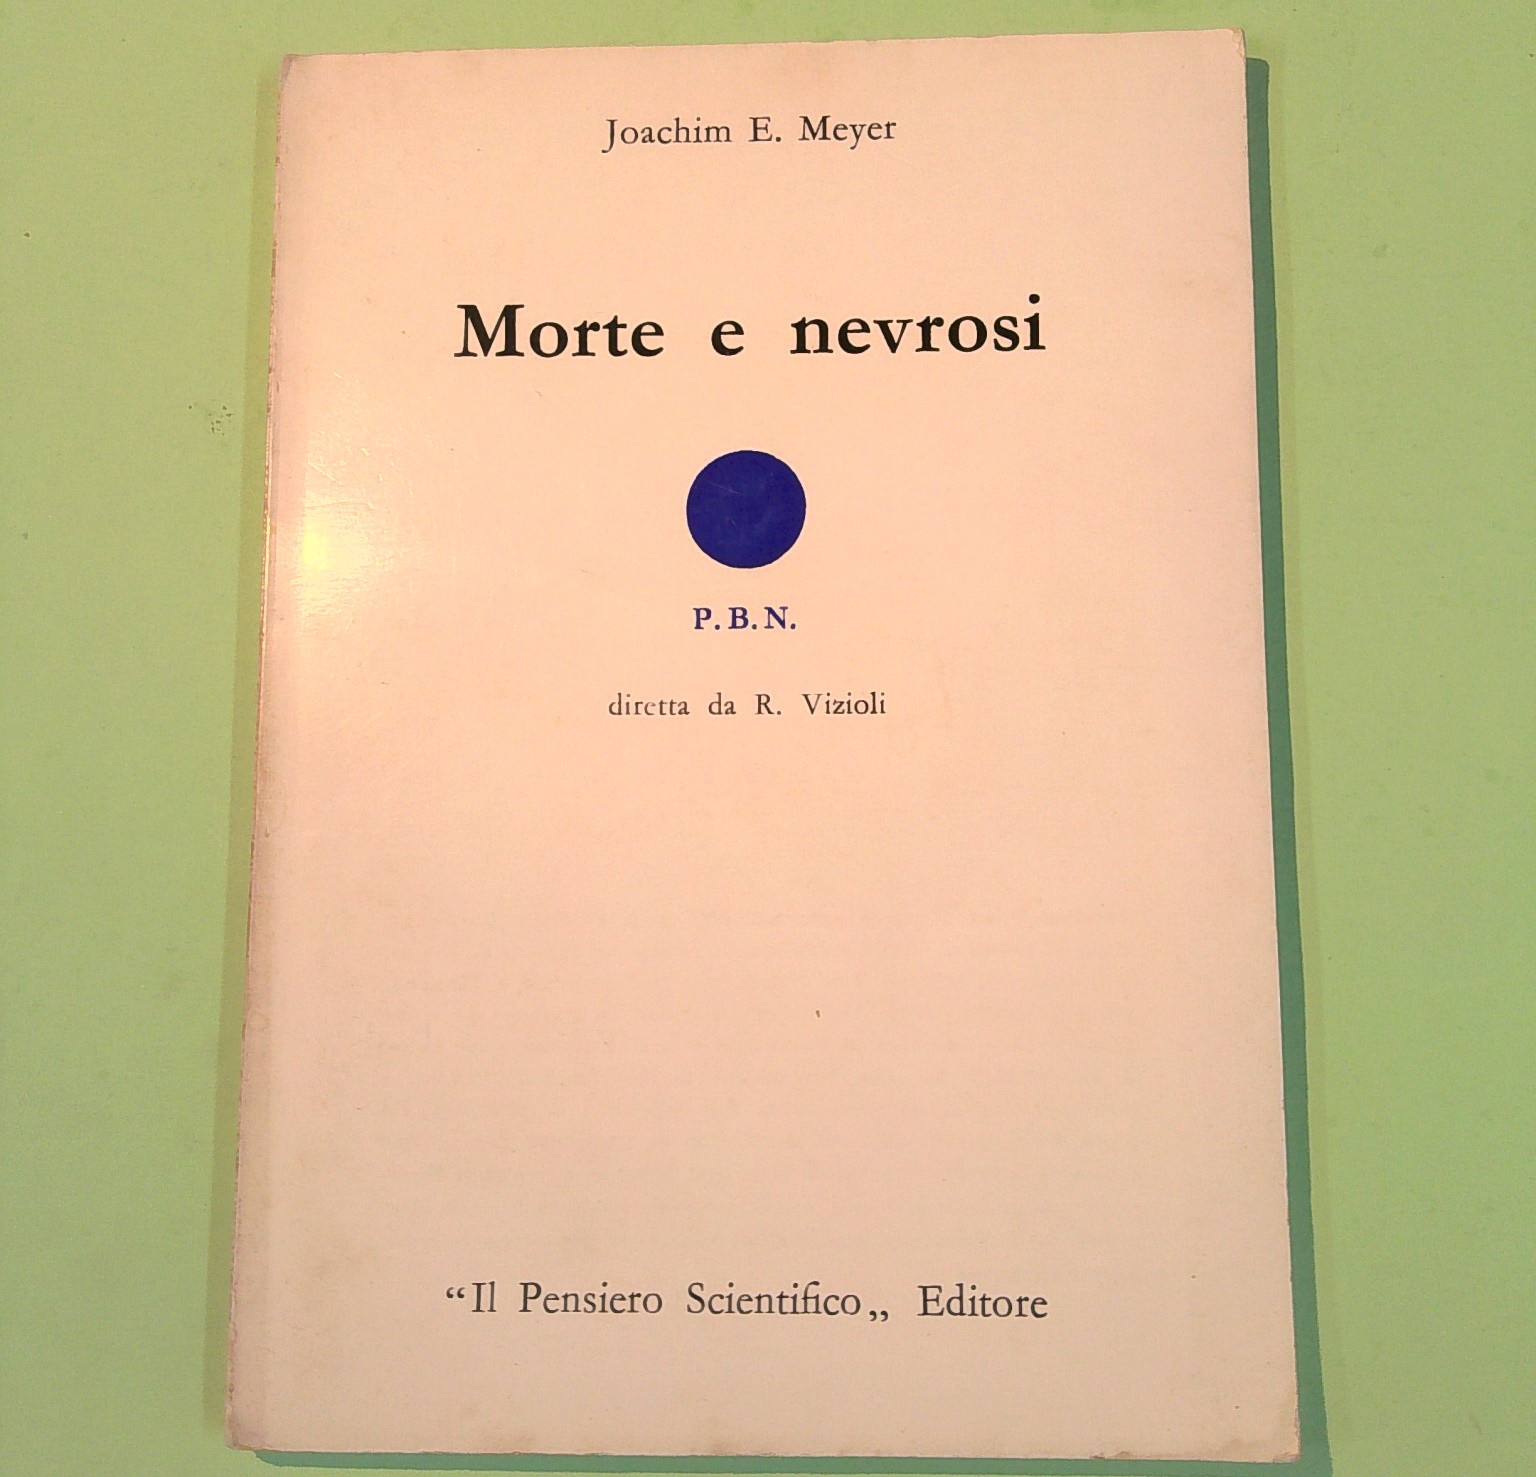 Joachim E. Meyer
Morte e nevrosi
P. B. N.
diretta da R. Vizioli
“Il Pensiero Scientifico„ Editore